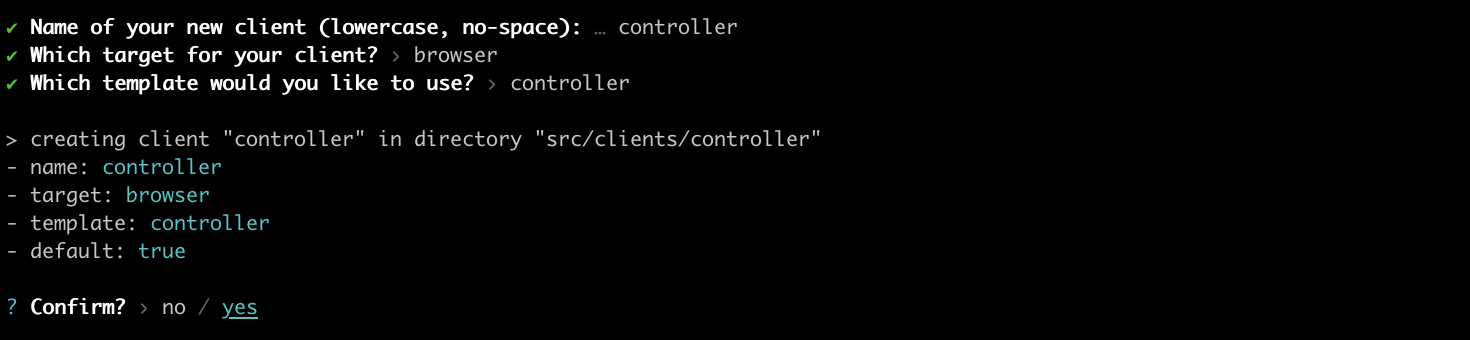 ✔ Name of your new client (lowercase, no-space): … controller
✔ Which target for your client? › browser
✔ Which template would you like to use? › controller
> creating client "controller" in directory "src/clients/controller"
- name: controller
- target: browser
- template: controller
- default: true
? Confirm? › no / yes